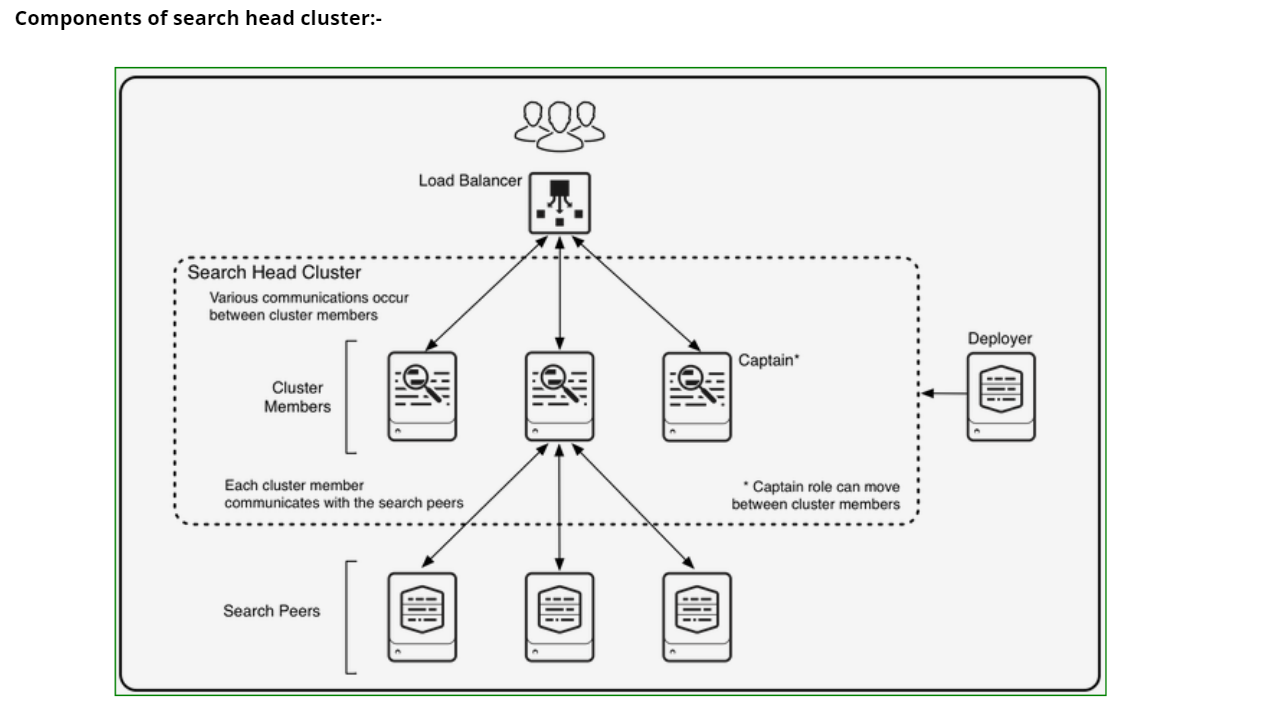 Components of search head cluster:-
Load Balancer
Search Head Cluster
Various communications occur
between cluster members
Deployer
Captain*
Cluster
Members
Each cluster member
communicates with the search peers
* Captain role can move
between cluster members
Search Peers